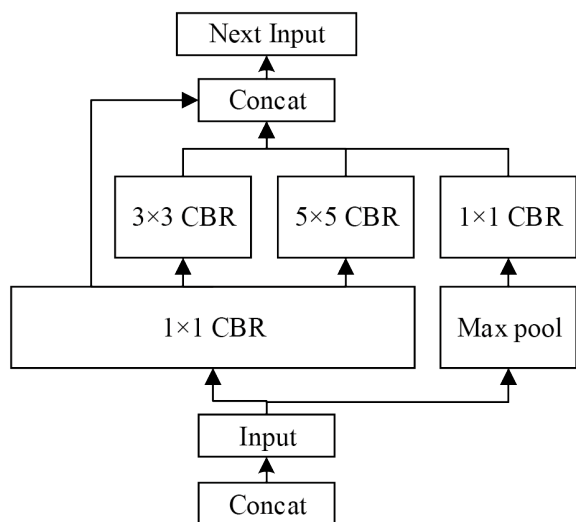 Next Input
Concat
3×3 CBR
5×5 CBR
1×1 CBR
1×1 CBR
Max pool
Input
Concat